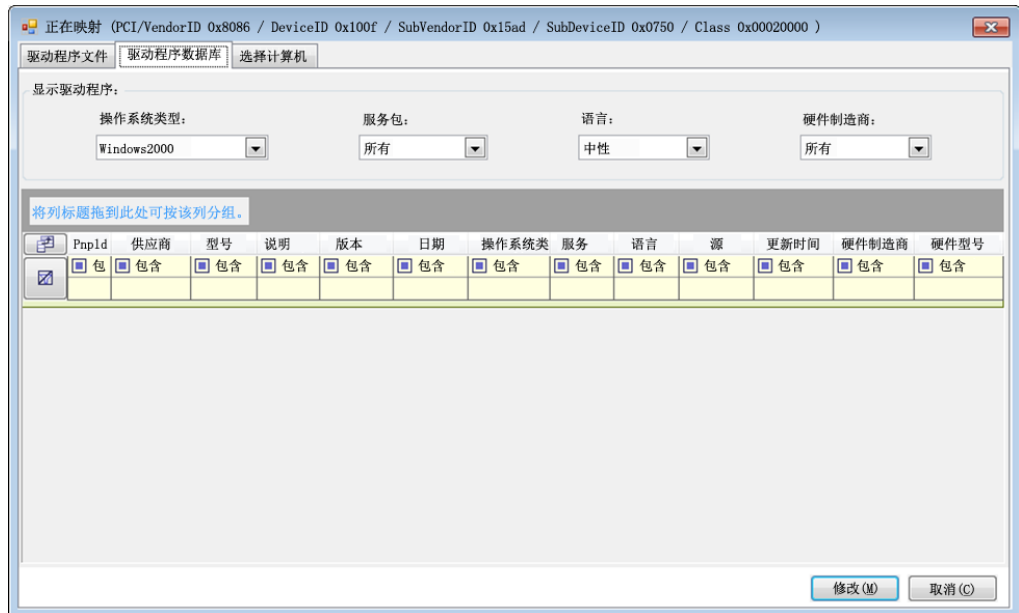 正在映射 (PCI/VendorID 0x8086 / DeviceID 0x100f / SubVendorID 0x15ad / SubDeviceID 0x0750 / Class 0x00020000 )
驱动程序文件 驱动程序数据库 选择计算机
显示驱动程序:
操作系统类型: 服务包: 语言: 硬件制造商:
Windows2000 所有 中性 所有
将列标题拖到此处可按该列分组。
PnpId 供应商 型号 说明 版本 日期 操作系统类 服务 语言 源 更新时间 硬件制造商 硬件型号
包 包含 包含 包含 包含 包含 包含 包含 包含 包含 包含 包含 包含
修改(M) 取消(C)